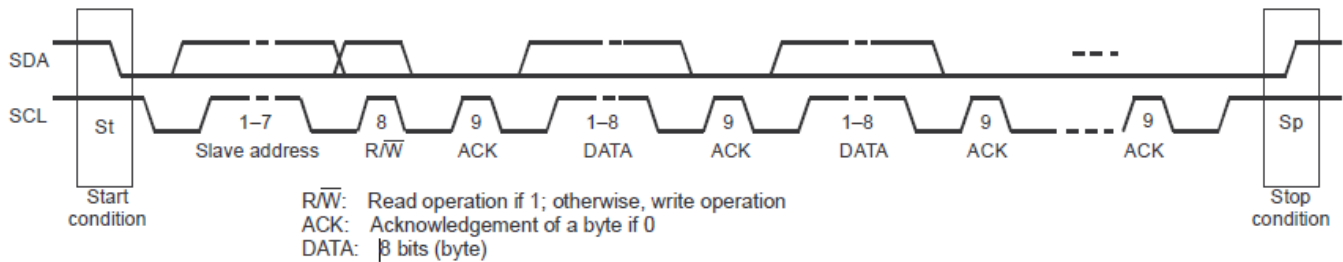 SDA
SCL
St 1–7 8 9 1–8 9 1–8 9 9 Sp
Slave address R/W̅ ACK DATA ACK DATA ACK ACK
Start
condition
Stop
condition
R/W̅: Read operation if 1; otherwise, write operation
ACK: Acknowledgement of a byte if 0
DATA: 8 bits (byte)